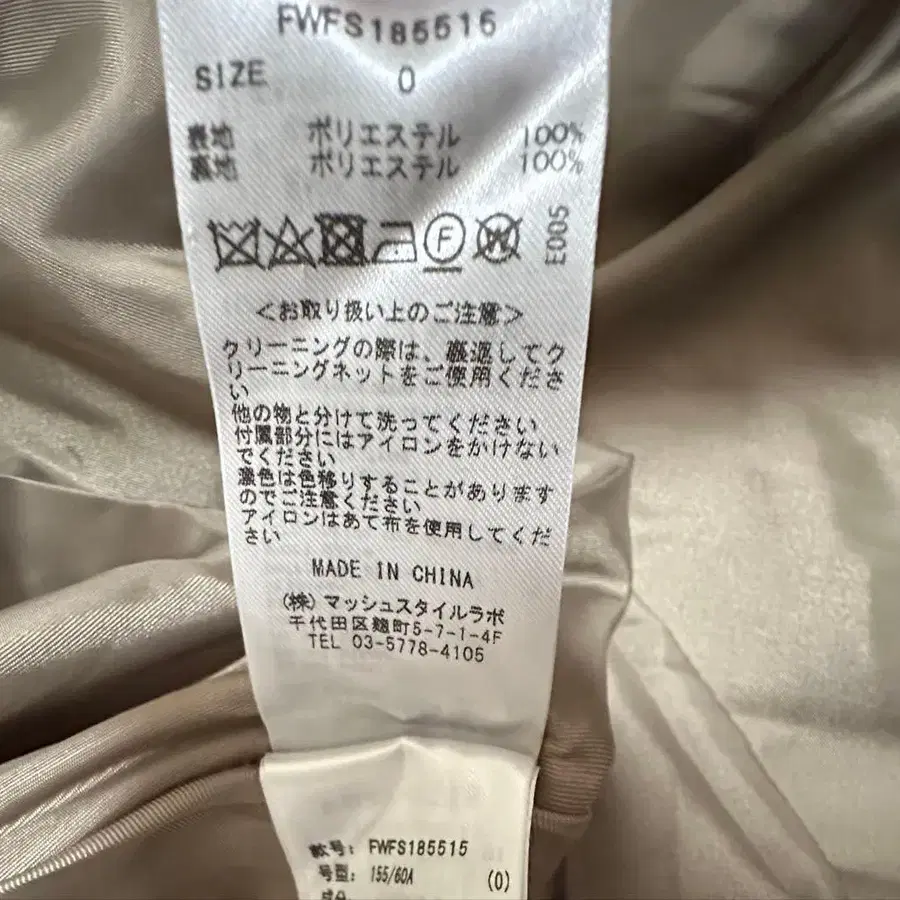 FWFS185515
SIZE 0
表地 ポリエステル 100%
裏地 ポリエステル 100%
F W E005
<お取り扱い上のご注意>
クリーニングの際は、裏返してク
リーニングネットをご使用くださ
い
他の物と分けて洗ってください
付属部分にはアイロンをかけない
でください
濃色は色移りすることがあります
のでご注意ください
アイロンはあて布を使用してくだ
さい
MADE IN CHINA
(株)マッシュスタイルラボ
千代田区麹町5-7-1-4F
TEL 03-5778-4105
款号: FWFS185515
号型: 155/60A (0)
成分